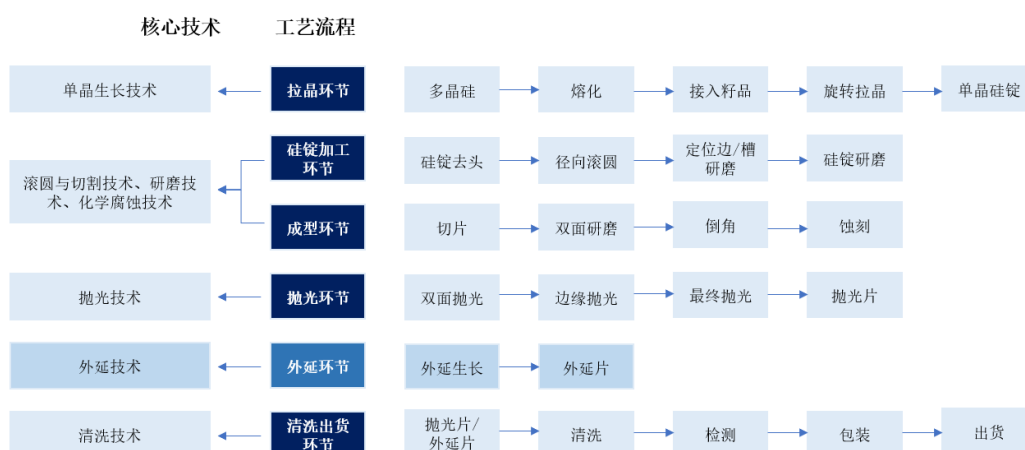 核心技术 工艺流程
单晶生长技术 拉晶环节 多晶硅 熔化 接入籽晶 旋转拉晶 单晶硅锭
硅锭加工
环节
硅锭去头 径向滚圆 定位边/槽
研磨
硅锭研磨
滚圆与切割技术、研磨技
术、化学腐蚀技术
成型环节 切片 双面研磨 倒角 蚀刻
抛光技术 抛光环节 双面抛光 边缘抛光 最终抛光 抛光片
外延技术 外延环节 外延生长 外延片
清洗技术 清洗出货
环节
抛光片/
外延片
清洗 检测 包装 出货